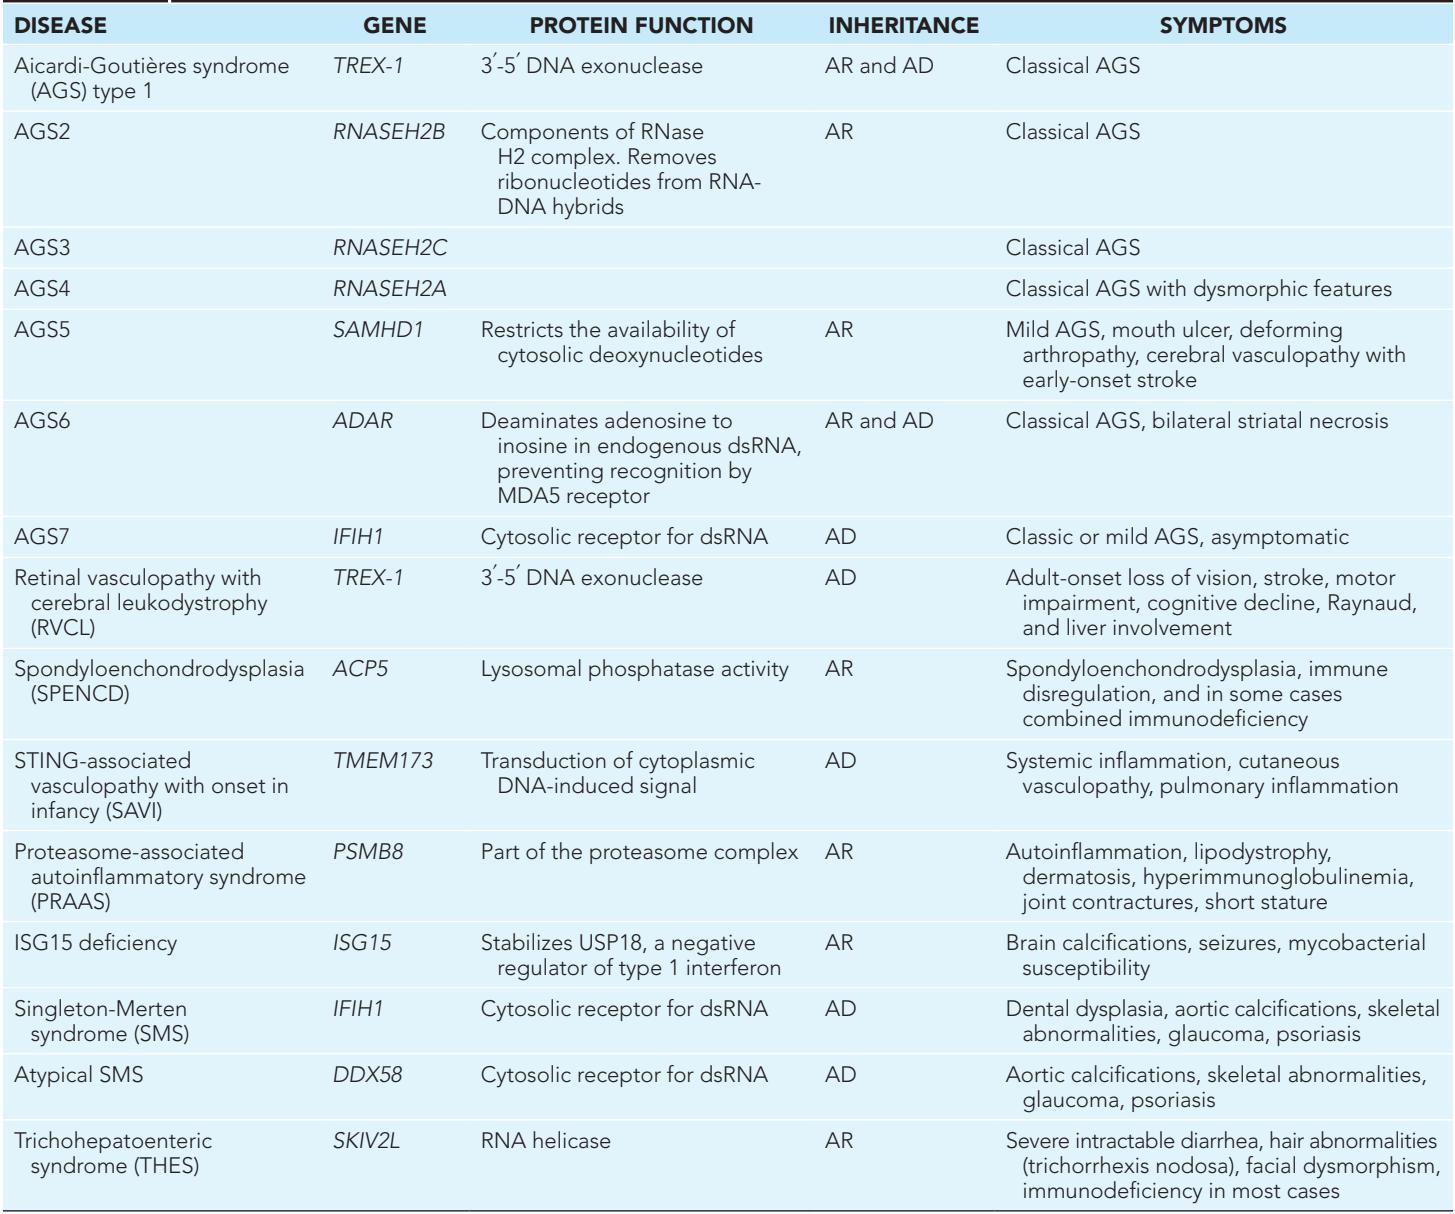 DISEASE GENE PROTEIN FUNCTION INHERITANCE SYMPTOMS
Aicardi-Goutières syndrome TREX-1 3′-5′ DNA exonuclease AR and AD Classical AGS
(AGS) type 1
AGS2 RNASEH2B Components of RNase AR Classical AGS
H2 complex. Removes
ribonucleotides from RNA-
DNA hybrids
AGS3 RNASEH2C Classical AGS
AGS4 RNASEH2A Classical AGS with dysmorphic features
AGS5 SAMHD1 Restricts the availability of AR Mild AGS, mouth ulcer, deforming
cytosolic deoxynucleotides arthropathy, cerebral vasculopathy with
early-onset stroke
AGS6 ADAR Deaminates adenosine to AR and AD Classical AGS, bilateral striatal necrosis
inosine in endogenous dsRNA,
preventing recognition by
MDA5 receptor
AGS7 IFIH1 Cytosolic receptor for dsRNA AD Classic or mild AGS, asymptomatic
Retinal vasculopathy with TREX-1 3′-5′ DNA exonuclease AD Adult-onset loss of vision, stroke, motor
cerebral leukodystrophy impairment, cognitive decline, Raynaud,
(RVCL) and liver involvement
Spondyloenchondrodysplasia ACP5 Lysosomal phosphatase activity AR Spondyloenchondrodysplasia, immune
(SPENCD) disregulation, and in some cases
combined immunodeficiency
STING-associated TMEM173 Transduction of cytoplasmic AD Systemic inflammation, cutaneous
vasculopathy with onset in DNA-induced signal vasculopathy, pulmonary inflammation
infancy (SAVI)
Proteasome-associated PSMB8 Part of the proteasome complex AR Autoinflammation, lipodystrophy,
autoinflammatory syndrome dermatosis, hyperimmunoglobulinemia,
(PRAAS) joint contractures, short stature
ISG15 deficiency ISG15 Stabilizes USP18, a negative AR Brain calcifications, seizures, mycobacterial
regulator of type 1 interferon susceptibility
Singleton-Merten IFIH1 Cytosolic receptor for dsRNA AD Dental dysplasia, aortic calcifications, skeletal
syndrome (SMS) abnormalities, glaucoma, psoriasis
Atypical SMS DDX58 Cytosolic receptor for dsRNA AD Aortic calcifications, skeletal abnormalities,
glaucoma, psoriasis
Trichohepatoenteric SKIV2L RNA helicase AR Severe intractable diarrhea, hair abnormalities
syndrome (THES) (trichorrhexis nodosa), facial dysmorphism,
immunodeficiency in most cases